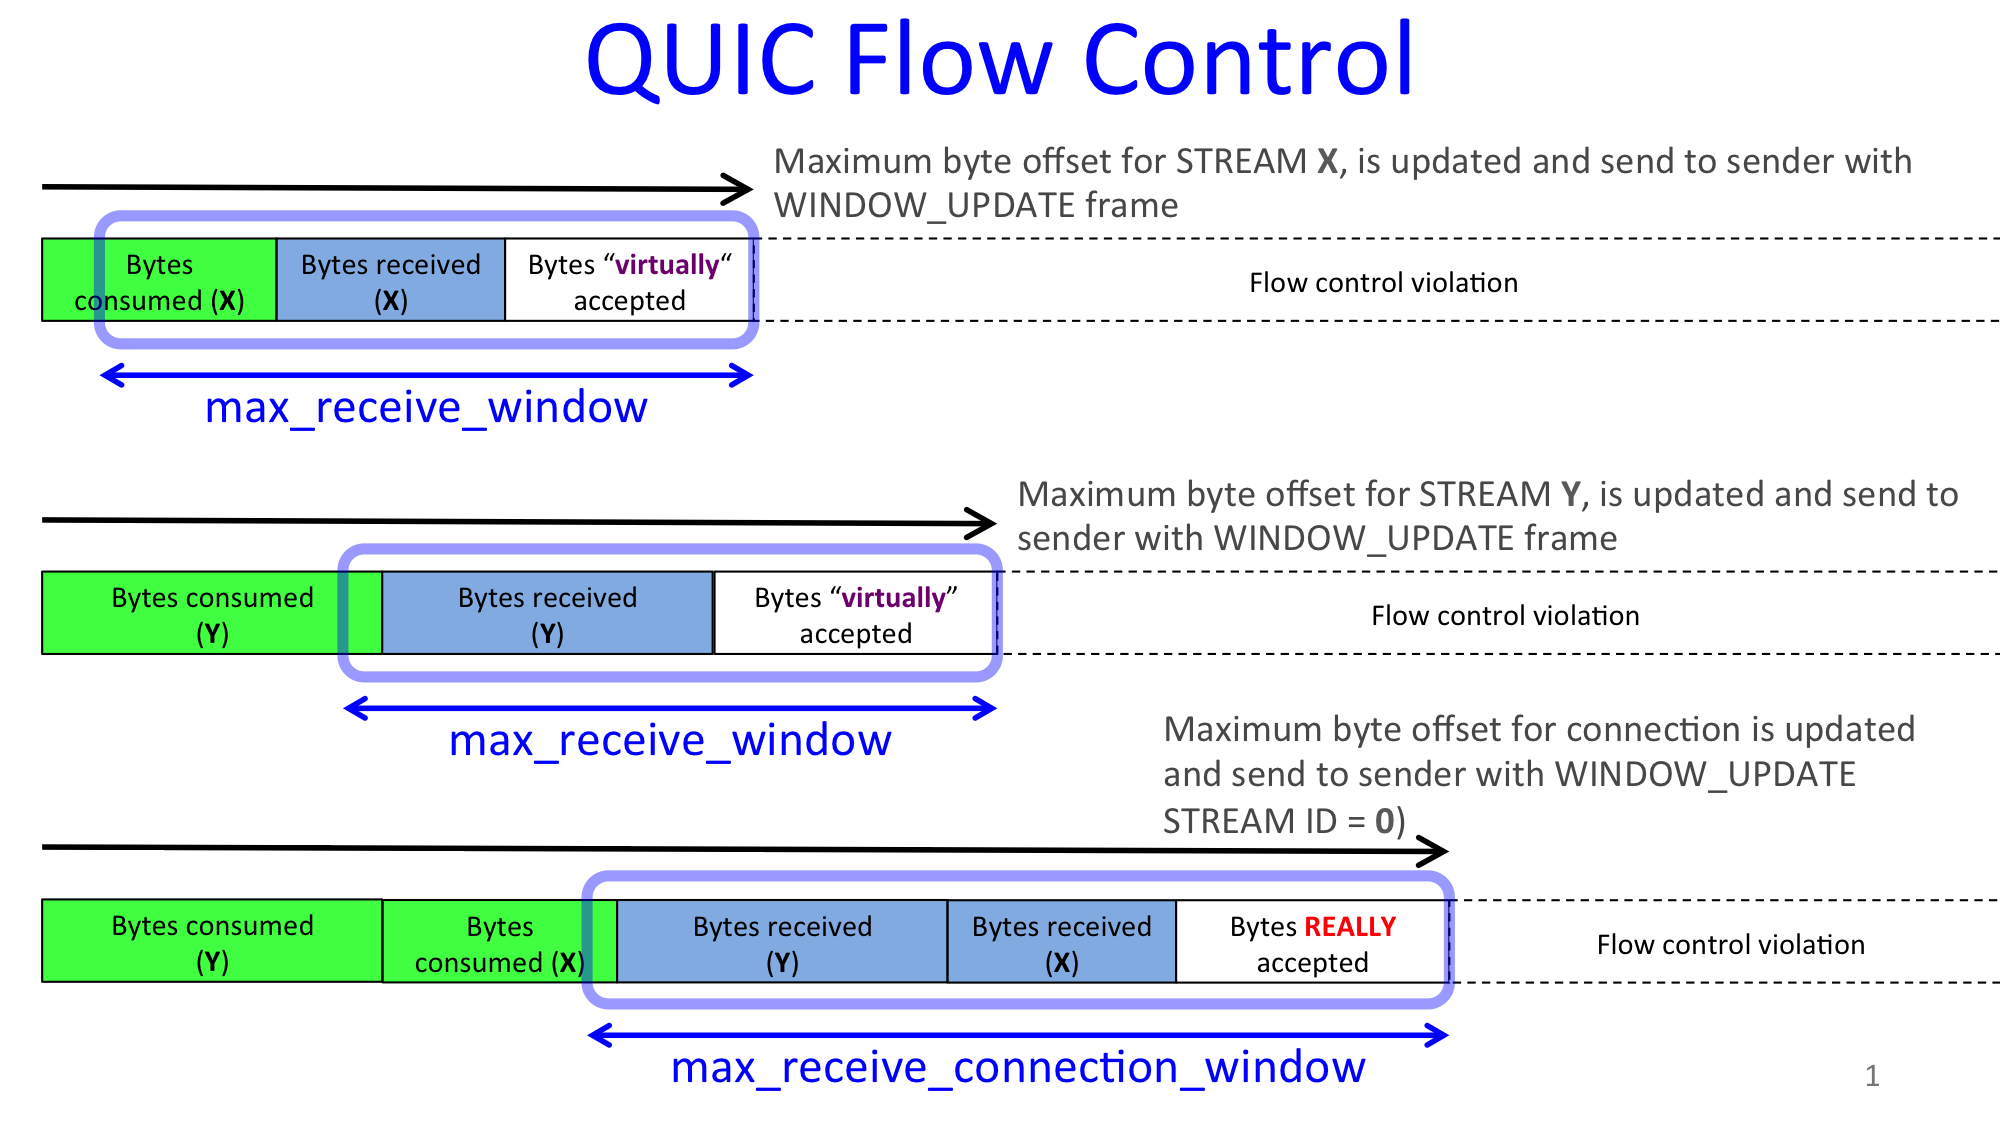 QUIC Flow Control
Maximum byte offset for STREAM X, is updated and send to sender with
WINDOW_UPDATE frame
Bytes
consumed (X)
Bytes received
(X)
Bytes “virtually“
accepted
Flow control violation
max_receive_window
Maximum byte offset for STREAM Y, is updated and send to
sender with WINDOW_UPDATE frame
Bytes consumed
(Y)
Bytes received
(Y)
Bytes “virtually”
accepted
Flow control violation
max_receive_window
Maximum byte offset for connection is updated
and send to sender with WINDOW_UPDATE
STREAM ID = 0)
Bytes consumed
(Y)
Bytes
consumed (X)
Bytes received
(Y)
Bytes received
(X)
Bytes REALLY
accepted
Flow control violation
max_receive_connection_window
1